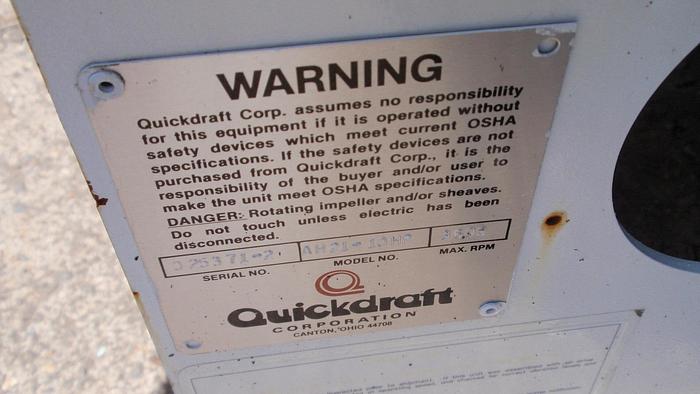 WARNING
Quickdraft Corp. assumes no responsibility
for this equipment if it is operated without
safety devices which meet current OSHA
specifications. If the safety devices are not
purchased from Quickdraft Corp., it is the
responsibility of the buyer and/or user to
make the unit meet OSHA specifications.
DANGER: Rotating impeller and/or sheaves.
Do not touch unless electric has been
disconnected.
SERIAL NO. MODEL NO. MAX. RPM
Quickdraft
CORPORATION
CANTON, OHIO 44708